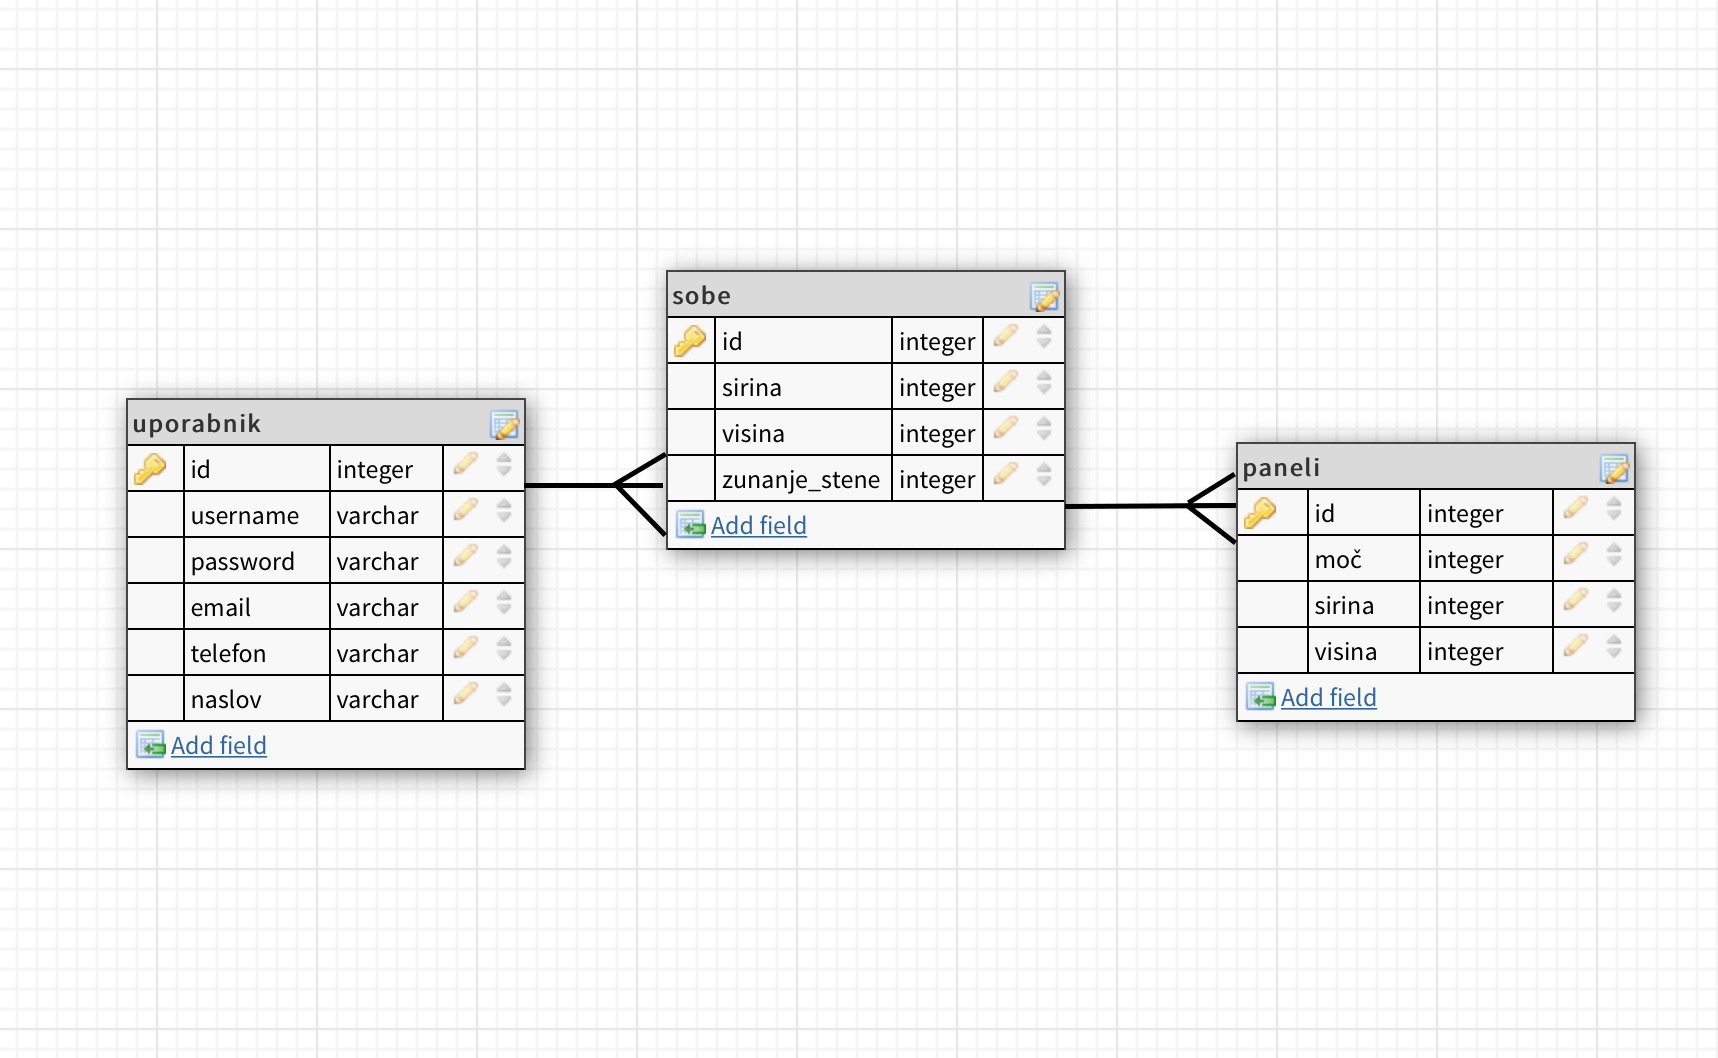 uporabnik
id integer
username varchar
password varchar
email varchar
telefon varchar
naslov varchar
Add field
sobe
id integer
sirina integer
visina integer
zunanje_stene integer
Add field
paneli
id integer
moč integer
sirina integer
visina integer
Add field